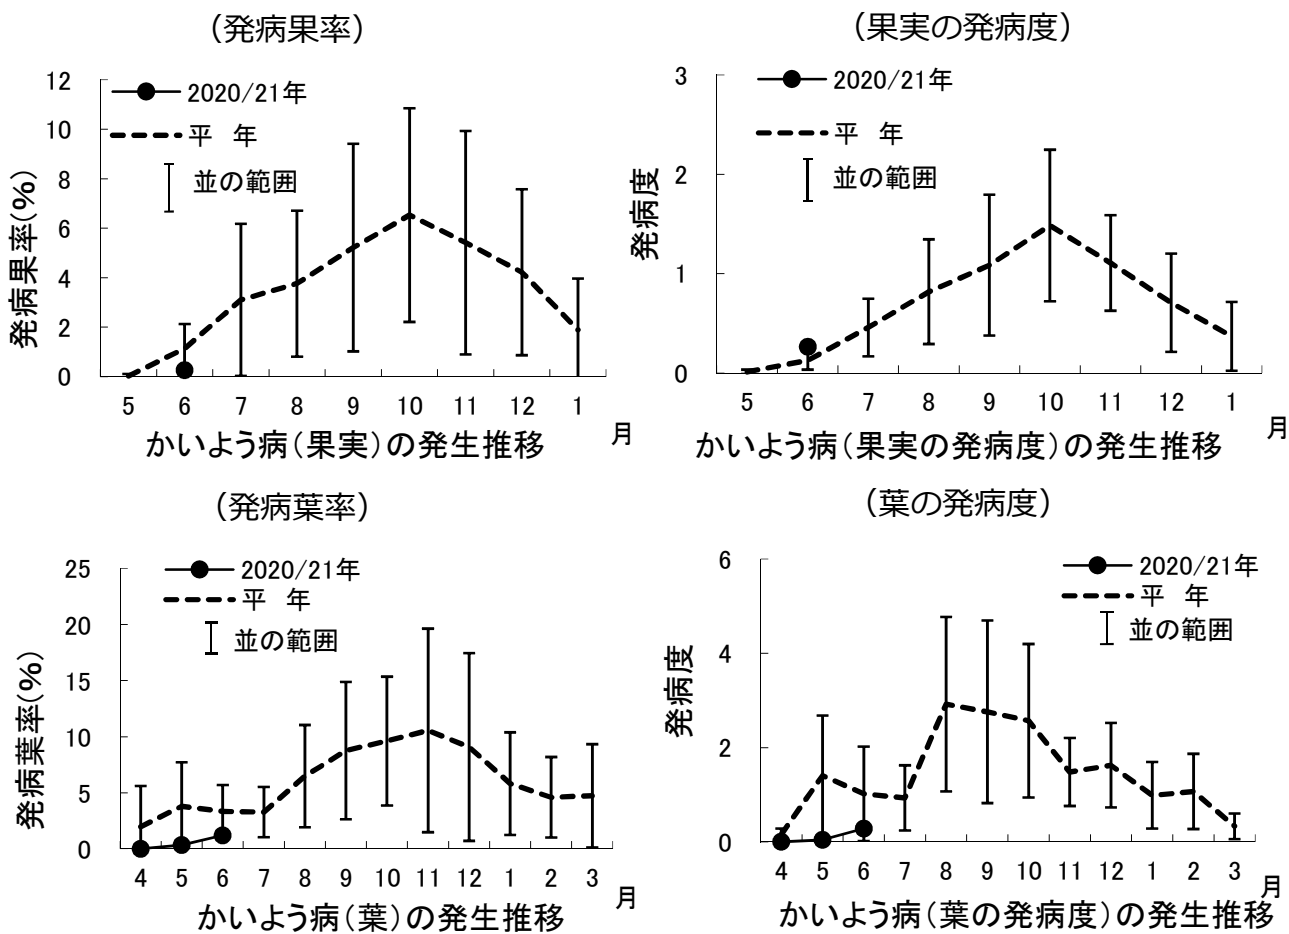 （発病果率）
12
10
8
6
4
2
0
発病果率(%)
2020/21年
平　年
並の範囲
5 6 7 8 9 10 11 12 1
月
かいよう病（果実）の発生推移
（果実の発病度）
3
2
1
0
発病度
2020/21年
平　年
並の範囲
5 6 7 8 9 10 11 12 1
月
かいよう病（果実の発病度）の発生推移
（発病葉率）
25
20
15
10
5
0
発病葉率(%)
2020/21年
平　年
並の範囲
4 5 6 7 8 9 10 11 12 1 2 3
月
かいよう病（葉）の発生推移
（葉の発病度）
6
4
2
0
発病度
2020/21年
平　年
並の範囲
4 5 6 7 8 9 10 11 12 1 2 3
月
かいよう病（葉の発病度）の発生推移